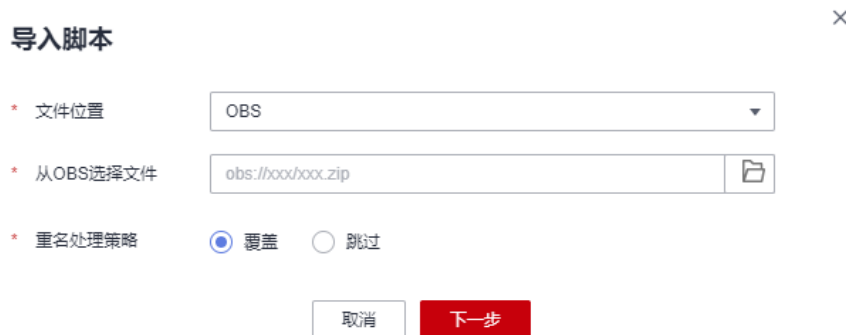 导入脚本
* 文件位置 OBS
* 从OBS选择文件 obs://xxx/xxx.zip
* 重名处理策略 覆盖 跳过
取消 下一步